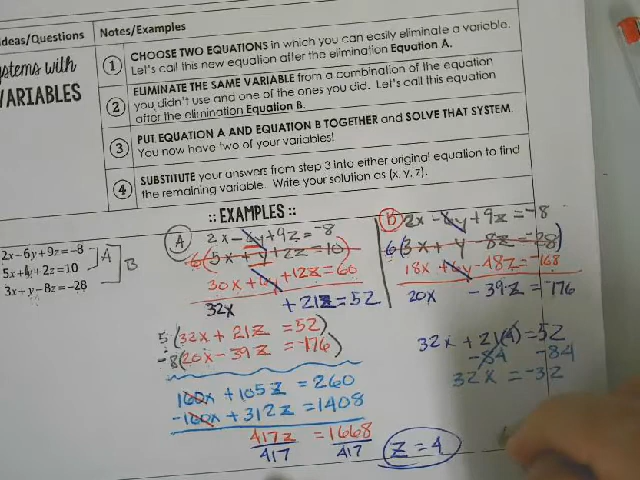 deas/Questions Notes/Examples
ystems with
VARIABLES
1 CHOOSE TWO EQUATIONS in which you can easily eliminate a variable.
Let's call this new equation after the elimination Equation A.
2 ELIMINATE THE SAME VARIABLE from a combination of the equation
you didn't use and one of the ones you did. Let's call this equation
after the elimination Equation B.
3 PUT EQUATION A AND EQUATION B TOGETHER and SOLVE THAT SYSTEM.
You now have two of your variables!
4 SUBSTITUTE your answers from step 3 into either original equation to find
the remaining variable. Write your solution as (x, y, z).
:: EXAMPLES ::
2x-6y+9z=-8
5x+y+2z=10
3x-y-8z=-28
A
B
A 2x-6y+9z=-8
6(5x+y+2z=10)
30x+6y+12z=60
32x +21z=52
B 2x-6y+9z=-8
6(3x+y-8z=-28)
18x+6y-48z=-168
20x -39z=-176
5(32x+21z=52)
-8(20x-39z=-176)
160x+105z=260
-160x+312z=1408
417z=1668
417 417
z=4
32x+21(4)=52
-84 -84
32x=-32